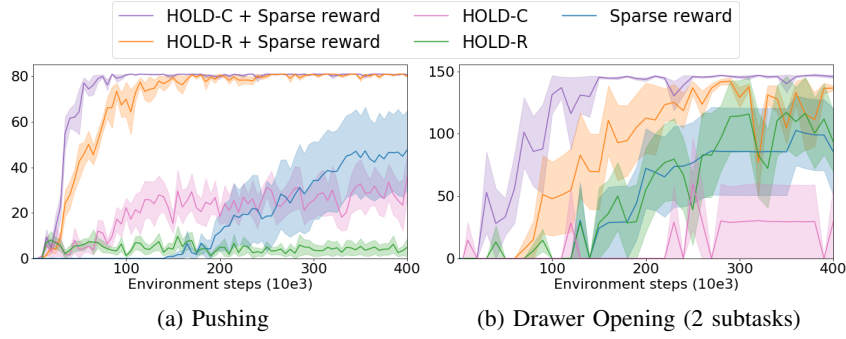 HOLD-C + Sparse reward HOLD-C Sparse reward
HOLD-R + Sparse reward HOLD-R
80
60
40
20
0
100 200 300 400
Environment steps (10e3)
(a) Pushing
150
100
50
0
100 200 300 400
Environment steps (10e3)
(b) Drawer Opening (2 subtasks)